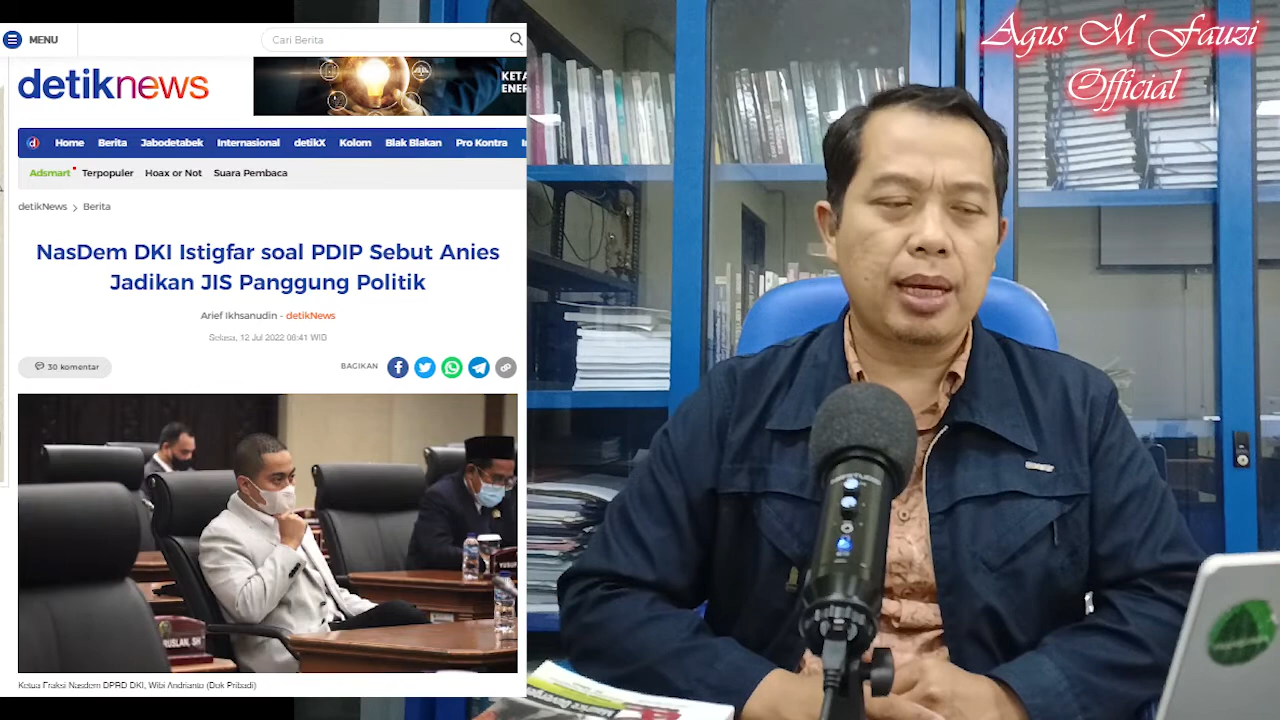 MENU
Cari Berita
detiknews
KETA
ENER
Home Berita Jabodetabek Internasional detikX Kolom Blak Blakan Pro Kontra
Adsmart Terpopuler Hoax or Not Suara Pembaca
detikNews > Berita
NasDem DKI Istigfar soal PDIP Sebut Anies
Jadikan JIS Panggung Politik
Arief Ikhsanudin - detikNews
Selasa, 12 Jul 2022 08:41 WIB
30 komentar
BAGIKAN
RUSLAN, SH
Ketua Fraksi Nasdem DPRD DKI, Wibi Andrianto (Dok Pribadi)
Agus M Fauzi
Official